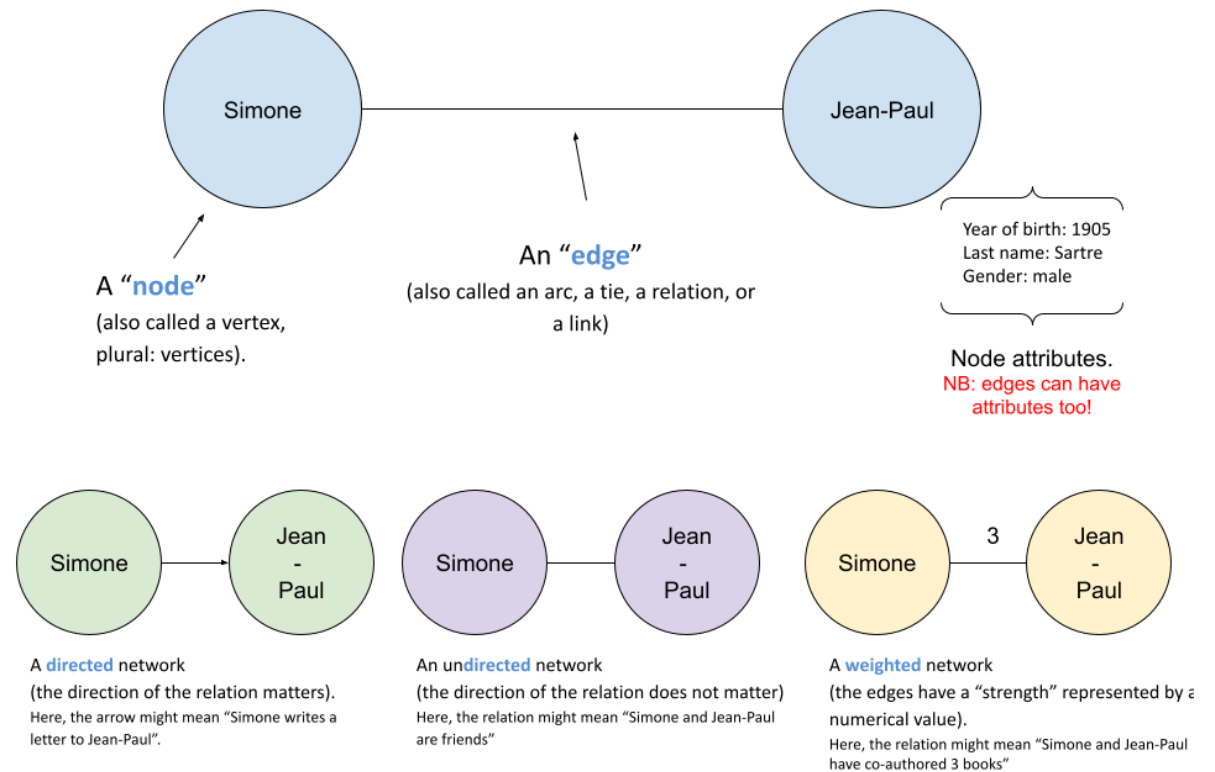 Simone
Jean-Paul
A “node”
(also called a vertex,
plural: vertices).
An “edge”
(also called an arc, a tie, a relation, or
a link)
Year of birth: 1905
Last name: Sartre
Gender: male
Node attributes.
NB: edges can have
attributes too!
Simone
Jean
-
Paul
A directed network
(the direction of the relation matters).
Here, the arrow might mean “Simone writes a
letter to Jean-Paul”.
Simone
Jean
-
Paul
An undirected network
(the direction of the relation does not matter)
Here, the relation might mean “Simone and Jean-Paul
are friends”
Simone
3
Jean
-
Paul
A weighted network
(the edges have a “strength” represented by a
numerical value).
Here, the relation might mean “Simone and Jean-Paul
have co-authored 3 books”